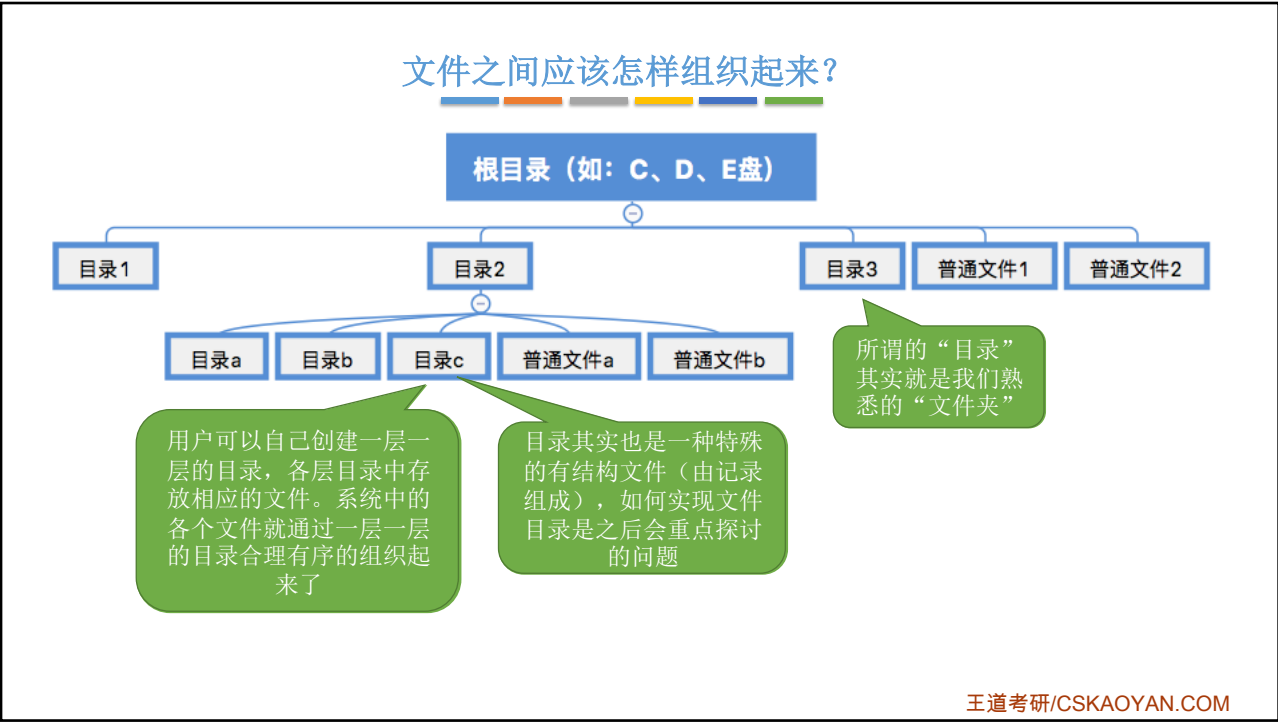 文件之间应该怎样组织起来？
根目录（如：C、D、E盘）
目录1
目录2
目录3
普通文件1
普通文件2
目录a
目录b
目录c
普通文件a
普通文件b
所谓的“目录”
其实就是我们熟
悉的“文件夹”
用户可以自己创建一层一
层的目录，各层目录中存
放相应的文件。系统中的
各个文件就通过一层一层
的目录合理有序的组织起
来了
目录其实也是一种特殊
的有结构文件（由记录
组成），如何实现文件
目录是之后会重点探讨
的问题
王道考研/CSKAOYAN.COM